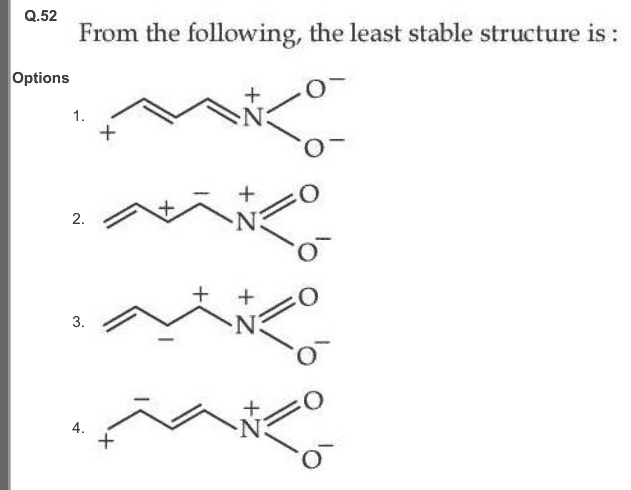 Q.52
From the following, the least stable structure is :
Options
1.
+
+
N
O−
O−
2.
+
−
+
N
O
O−
3.
+
−
+
N
O
O−
4.
+
−
+
N
O
O−